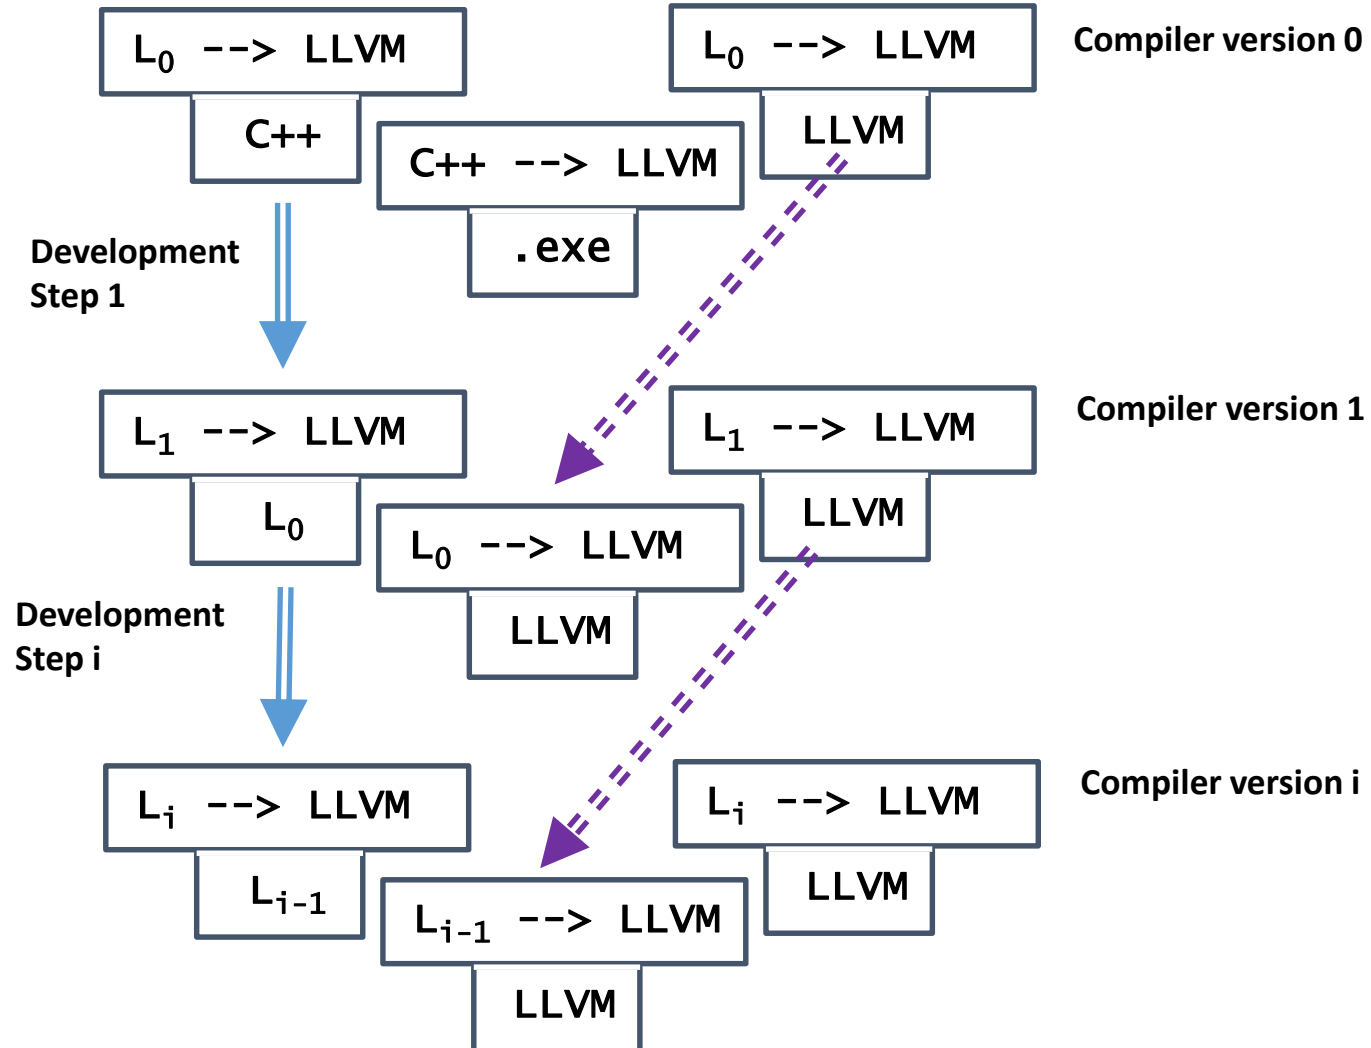 L₀ --> LLVM
L₀ --> LLVM
Compiler version 0
C++
LLVM
C++ --> LLVM
.exe
Development
Step 1
L₁ --> LLVM
L₁ --> LLVM
Compiler version 1
L₀
LLVM
L₀ --> LLVM
LLVM
Development
Step i
Lᵢ --> LLVM
Lᵢ --> LLVM
Compiler version i
Lᵢ₋₁
LLVM
Lᵢ₋₁ --> LLVM
LLVM